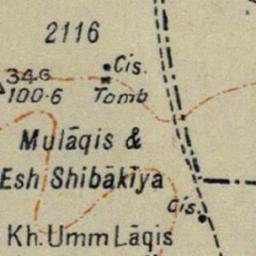 2116
Cis.
346
100·6 Tomb
Mulāqis &
Esh Shibākīya
Cis.
Kh. Umm Lāqis